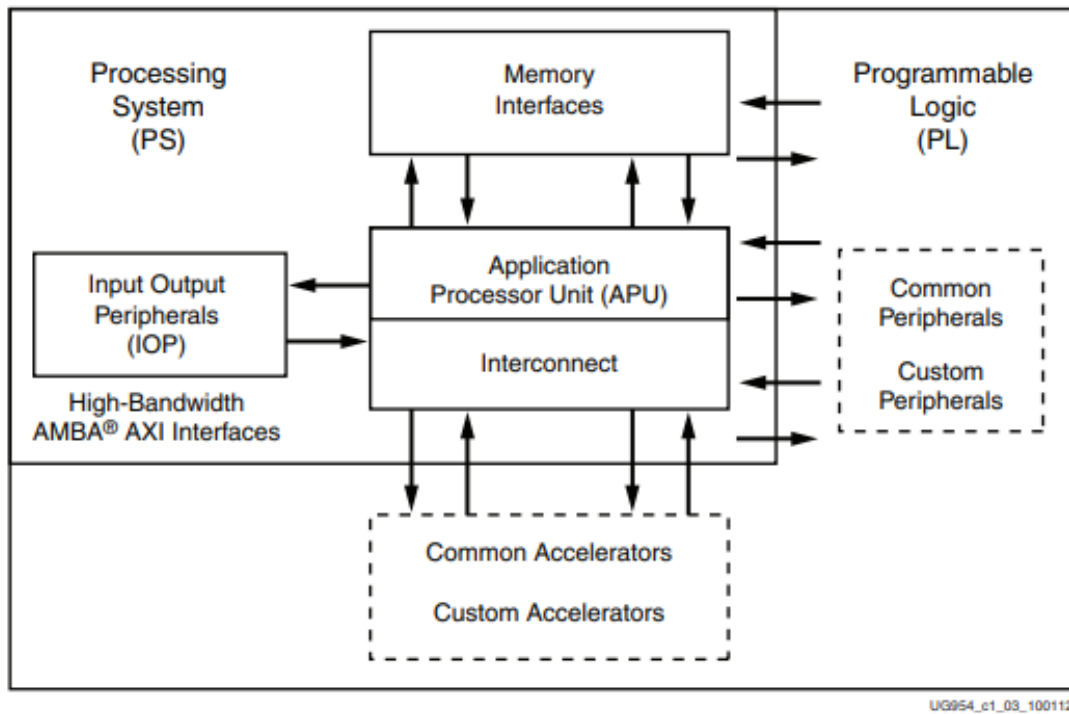 Processing
System
(PS)
Memory
Interfaces
Programmable
Logic
(PL)
Input Output
Peripherals
(IOP)
High-Bandwidth
AMBA® AXI Interfaces
Application
Processor Unit (APU)
Interconnect
Common
Peripherals
Custom
Peripherals
Common Accelerators
Custom Accelerators
UG954_c1_03_100112